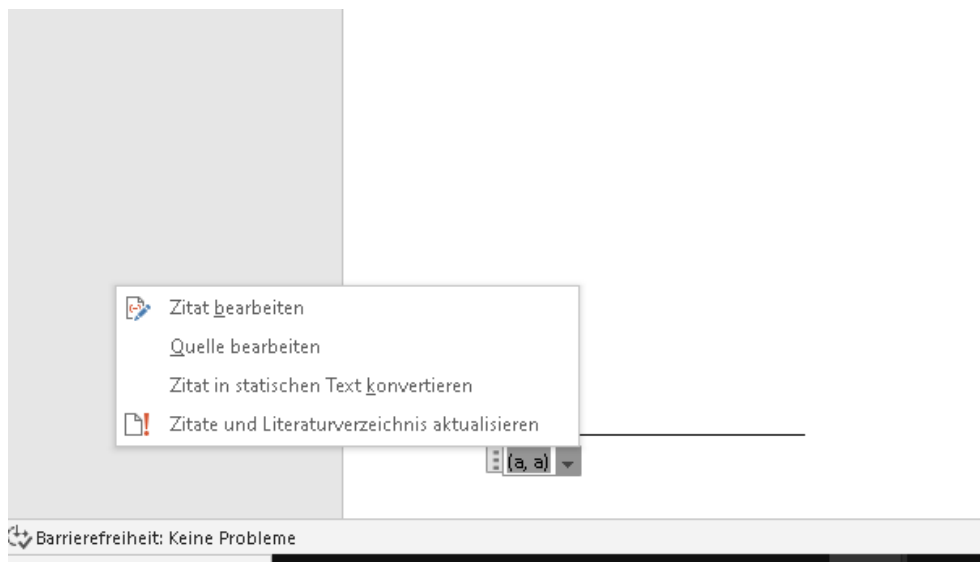 Zitat bearbeiten
Quelle bearbeiten
Zitat in statischen Text konvertieren
Zitate und Literaturverzeichnis aktualisieren
(a, a)
Barrierefreiheit: Keine Probleme